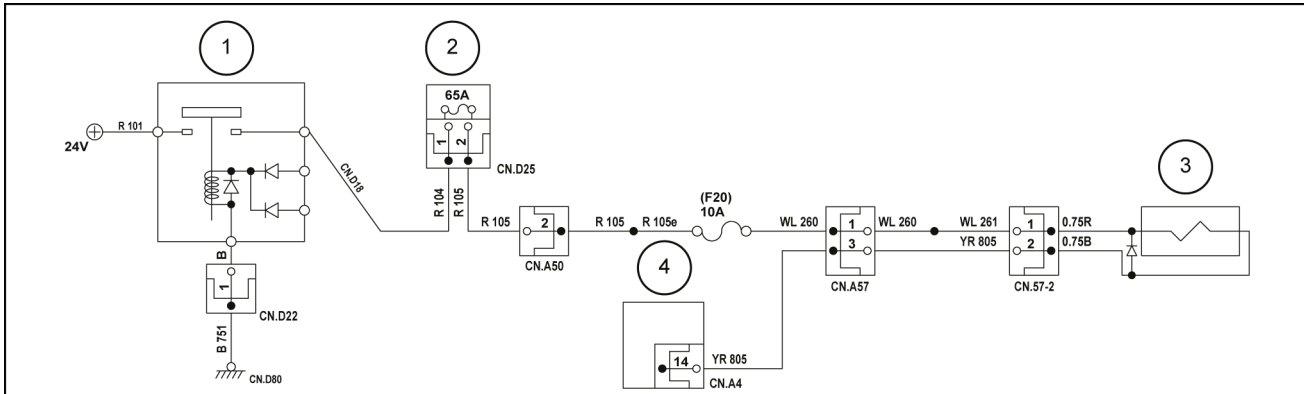 1
2
3
4
24V
R 101
CN.D18
65A
1
2
CN.D25
R 104
R 105
R 105
2
CN.A50
R 105
R 105e
(F20)
10A
WL 260
1
3
CN.A57
WL 260
WL 261
YR 805
1
2
CN.57-2
0.75R
0.75B
14
YR 805
CN.A4
B
1
CN.D22
B 751
CN.D80